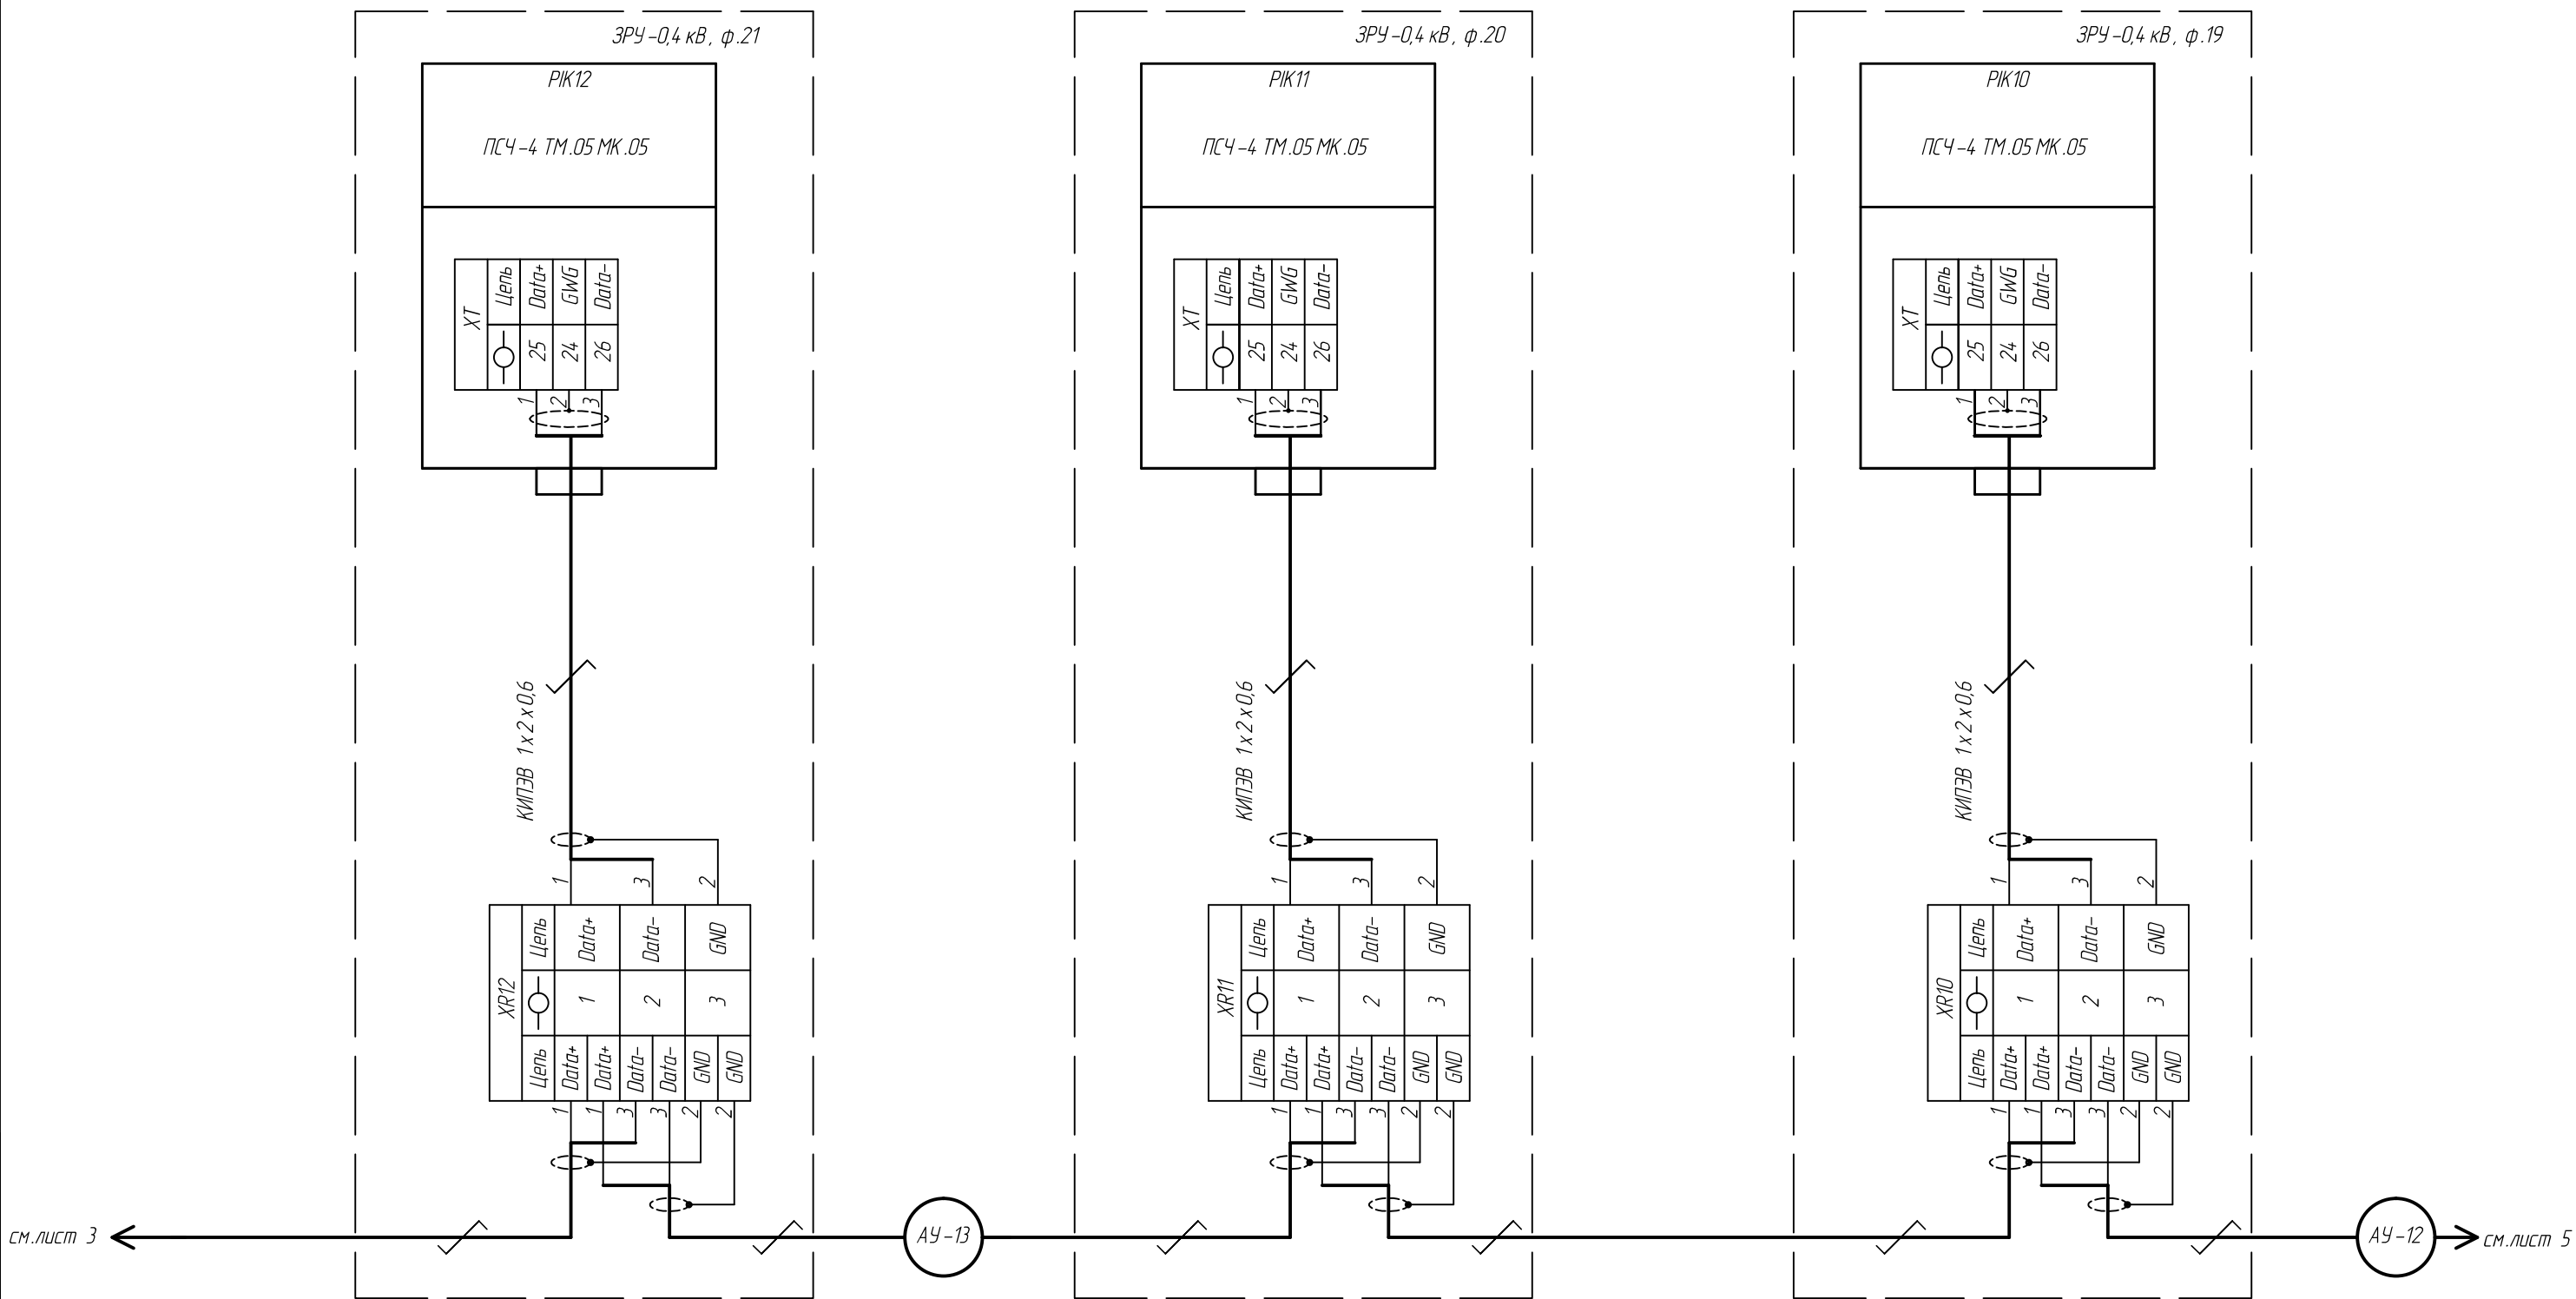 ЗРУ-0,4 кВ, ф.21
PIK12
ПСЧ-4 ТМ.05 МК.05
XT
Цепь
Data+
GWG
Data-
25
24
26
1
2
3
КИПЭВ 1х2х0,6
1
3
2
XR12
Цепь
Data+
Data-
GND
1
2
3
Цепь
Data+
Data+
Data-
Data-
GND
GND
1
1
3
3
2
2
ЗРУ-0,4 кВ, ф.20
PIK11
ПСЧ-4 ТМ.05 МК.05
XT
Цепь
Data+
GWG
Data-
25
24
26
1
2
3
КИПЭВ 1х2х0,6
1
3
2
XR11
Цепь
Data+
Data-
GND
1
2
3
Цепь
Data+
Data+
Data-
Data-
GND
GND
1
1
3
3
2
2
ЗРУ-0,4 кВ, ф.19
PIK10
ПСЧ-4 ТМ.05 МК.05
XT
Цепь
Data+
GWG
Data-
25
24
26
1
2
3
КИПЭВ 1х2х0,6
1
3
2
XR10
Цепь
Data+
Data-
GND
1
2
3
Цепь
Data+
Data+
Data-
Data-
GND
GND
1
1
3
3
2
2
см.лист 3
АУ-13
АУ-12
см.лист 5